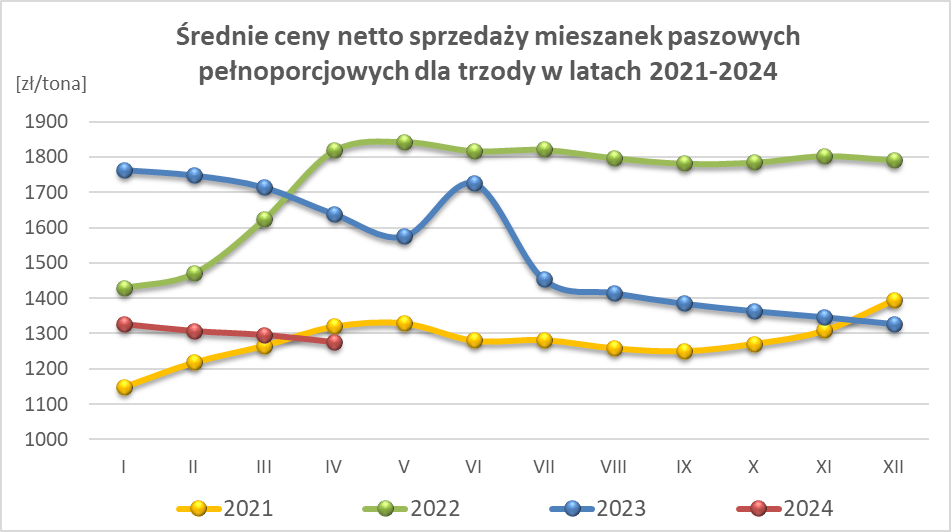 Średnie ceny netto sprzedaży mieszanek paszowych
pełnoporcjowych dla trzody w latach 2021-2024
[zł/tona]
1900
1800
1700
1600
1500
1400
1300
1200
1100
1000
I II III IV V VI VII VIII IX X XI XII
2021 2022 2023 2024